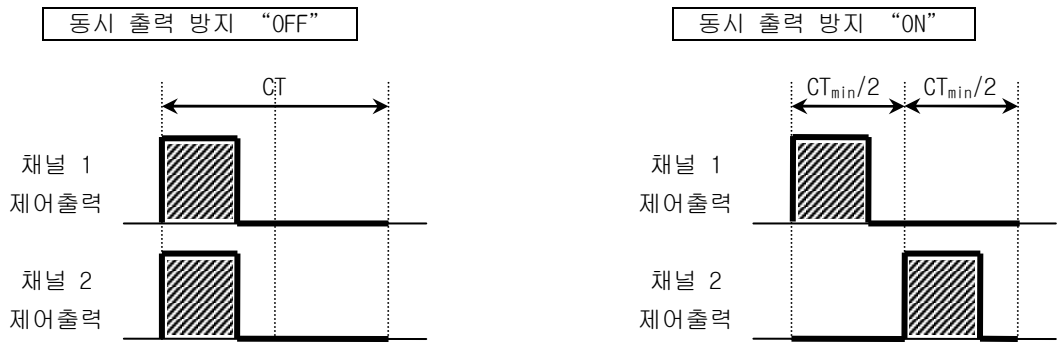 동시 출력 방지 “OFF”
동시 출력 방지 “ON”
CT
CTmin/2
CTmin/2
채널 1
제어출력
채널 1
제어출력
채널 2
제어출력
채널 2
제어출력